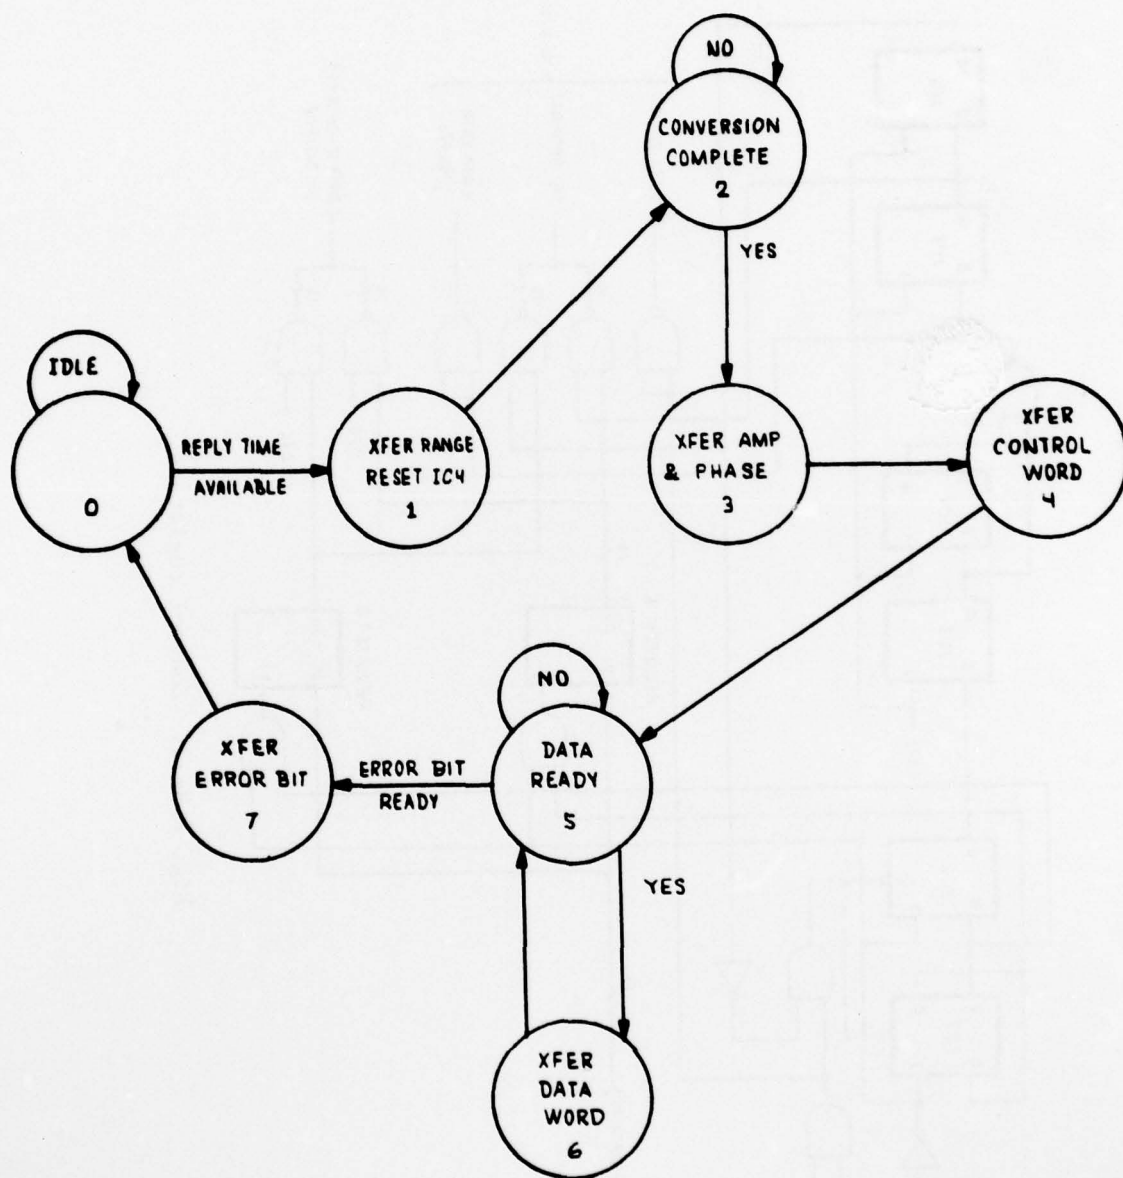 NO
CONVERSION
COMPLETE
2
YES
IDLE
0
REPLY TIME
AVAILABLE
XFER RANGE
RESET IC4
1
XFER AMP
& PHASE
3
XFER
CONTROL
WORD
4
NO
DATA
READY
5
ERROR BIT
READY
XFER
ERROR BIT
7
YES
XFER
DATA
WORD
6